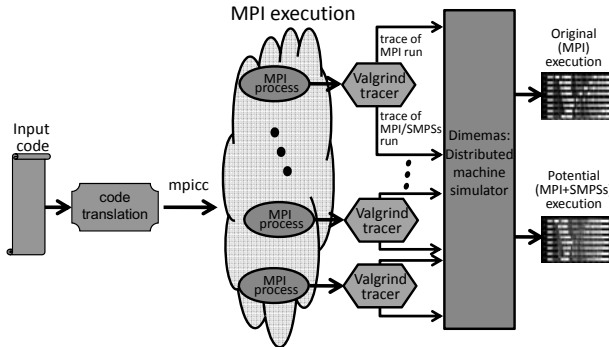 MPI execution
Input
code
code
translation
mpicc
MPI
process
Valgrind
tracer
trace of
MPI run
trace of
MPI/SMPSs
run
MPI
process
Valgrind
tracer
MPI
process
Valgrind
tracer
Dimemas:
Distributed
machine
simulator
Original
(MPI)
execution
Potential
(MPI+SMPSs)
execution